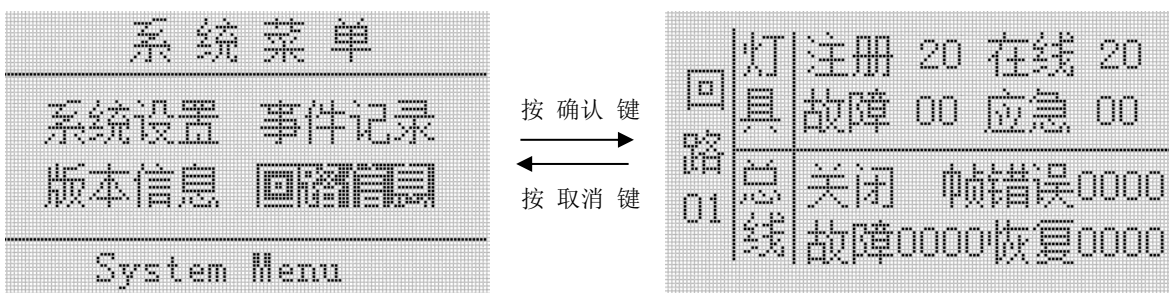 系统菜单
系统设置 事件记录
版本信息 回路信息
System Menu
按 确认 键
按 取消 键
回路01
灯具
注册 20 在线 20
故障 00 应急 00
总线
关闭 帧错误0000
故障0000恢复0000